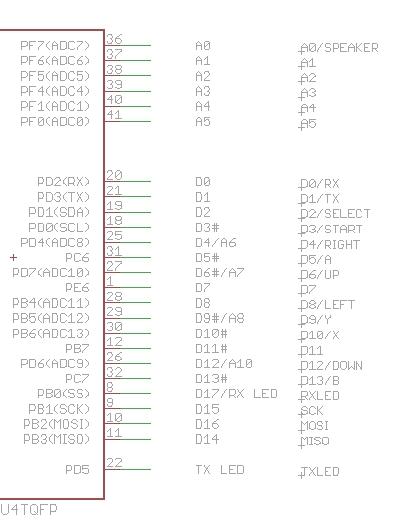 PF7(ADC7) 36 A0 A0/SPEAKER
PF6(ADC6) 37 A1 A1
PF5(ADC5) 38 A2 A2
PF4(ADC4) 39 A3 A3
PF1(ADC1) 40 A4 A4
PF0(ADC0) 41 A5 A5
PD2(RX) 20 D0 D0/RX
PD3(TX) 21 D1 D1/TX
PD1(SDA) 19 D2 D2/SELECT
PD0(SCL) 18 D3# D3/START
PD4(ADC8) 25 D4/A6 D4/RIGHT
PC6 31 D5# D5/A
PD7(ADC10) 27 D6#/A7 D6/UP
PE6 1 D7 D7
PB4(ADC11) 28 D8 D8/LEFT
PB5(ADC12) 29 D9#/A8 D9/Y
PB6(ADC13) 30 D10# D10/X
PB7 12 D11# D11
PD6(ADC9) 26 D12/A10 D12/DOWN
PC7 32 D13# D13/B
PB0(SS) 8 D17/RX LED RXLED
PB1(SCK) 9 D15 SCK
PB2(MOSI) 10 D16 MOSI
PB3(MISO) 11 D14 MISO
PD5 22 TX LED TXLED
U4TQFP